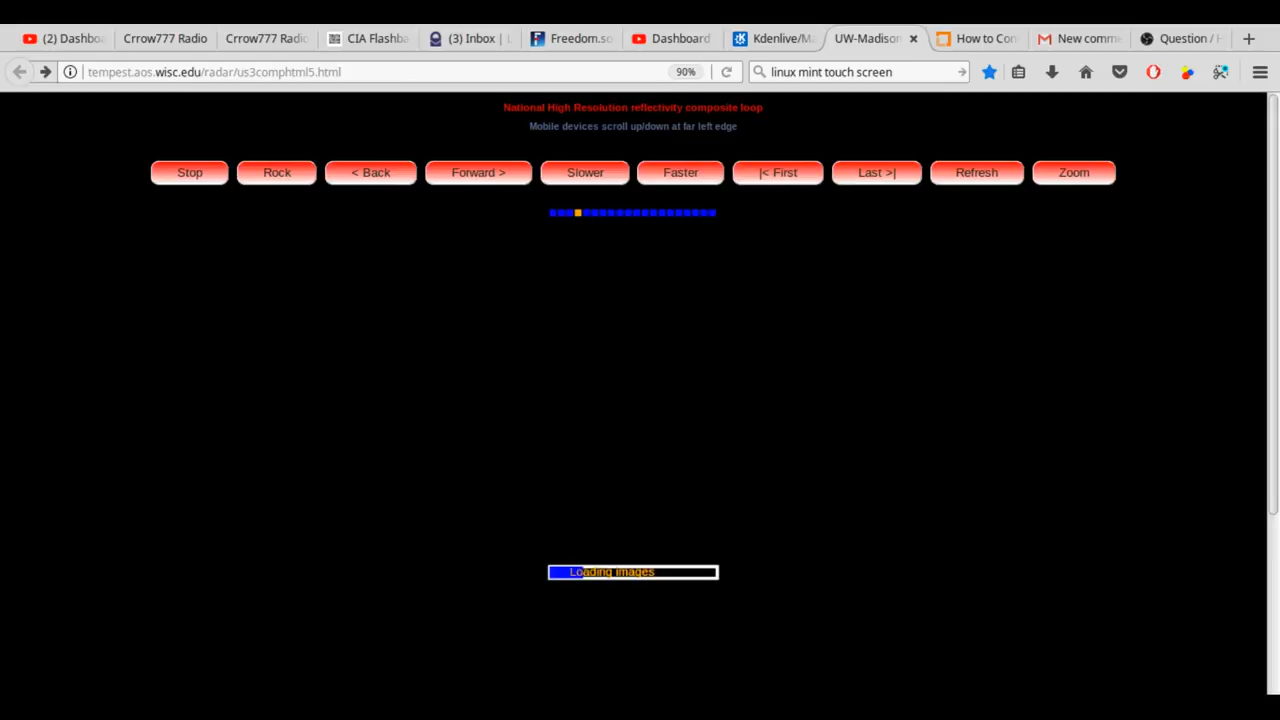 (2) Dashbo Crrow777 Radio Crrow777 Radio CIA Flashba (3) Inbox | Freedom.so Dashboard Kdenlive/Ma UW-Madison How to Con New comme Question / F
tempest.aos.wisc.edu/radar/us3comphtml5.html 90% linux mint touch screen
National High Resolution reflectivity composite loop
Mobile devices scroll up/down at far left edge
Stop Rock < Back Forward > Slower Faster |< First Last >| Refresh Zoom
Loading images